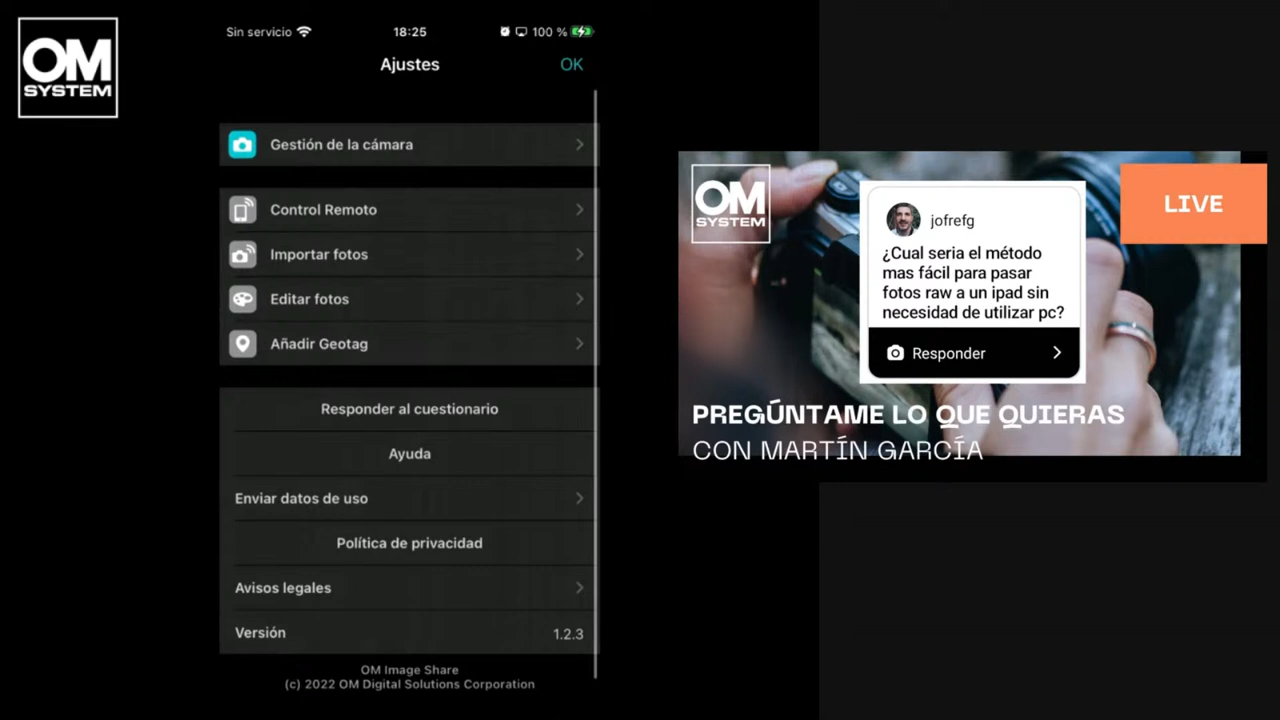 OM
SYSTEM
Sin servicio
18:25
100 %
Ajustes
OK
Gestión de la cámara
Control Remoto
Importar fotos
Editar fotos
Añadir Geotag
Responder al cuestionario
Ayuda
Enviar datos de uso
Política de privacidad
Avisos legales
Versión
1.2.3
OM Image Share
(c) 2022 OM Digital Solutions Corporation
OM
SYSTEM
LIVE
jofrefg
¿Cual seria el método
mas fácil para pasar
fotos raw a un ipad sin
necesidad de utilizar pc?
Responder
PREGÚNTAME LO QUE QUIERAS
CON MARTÍN GARCÍA